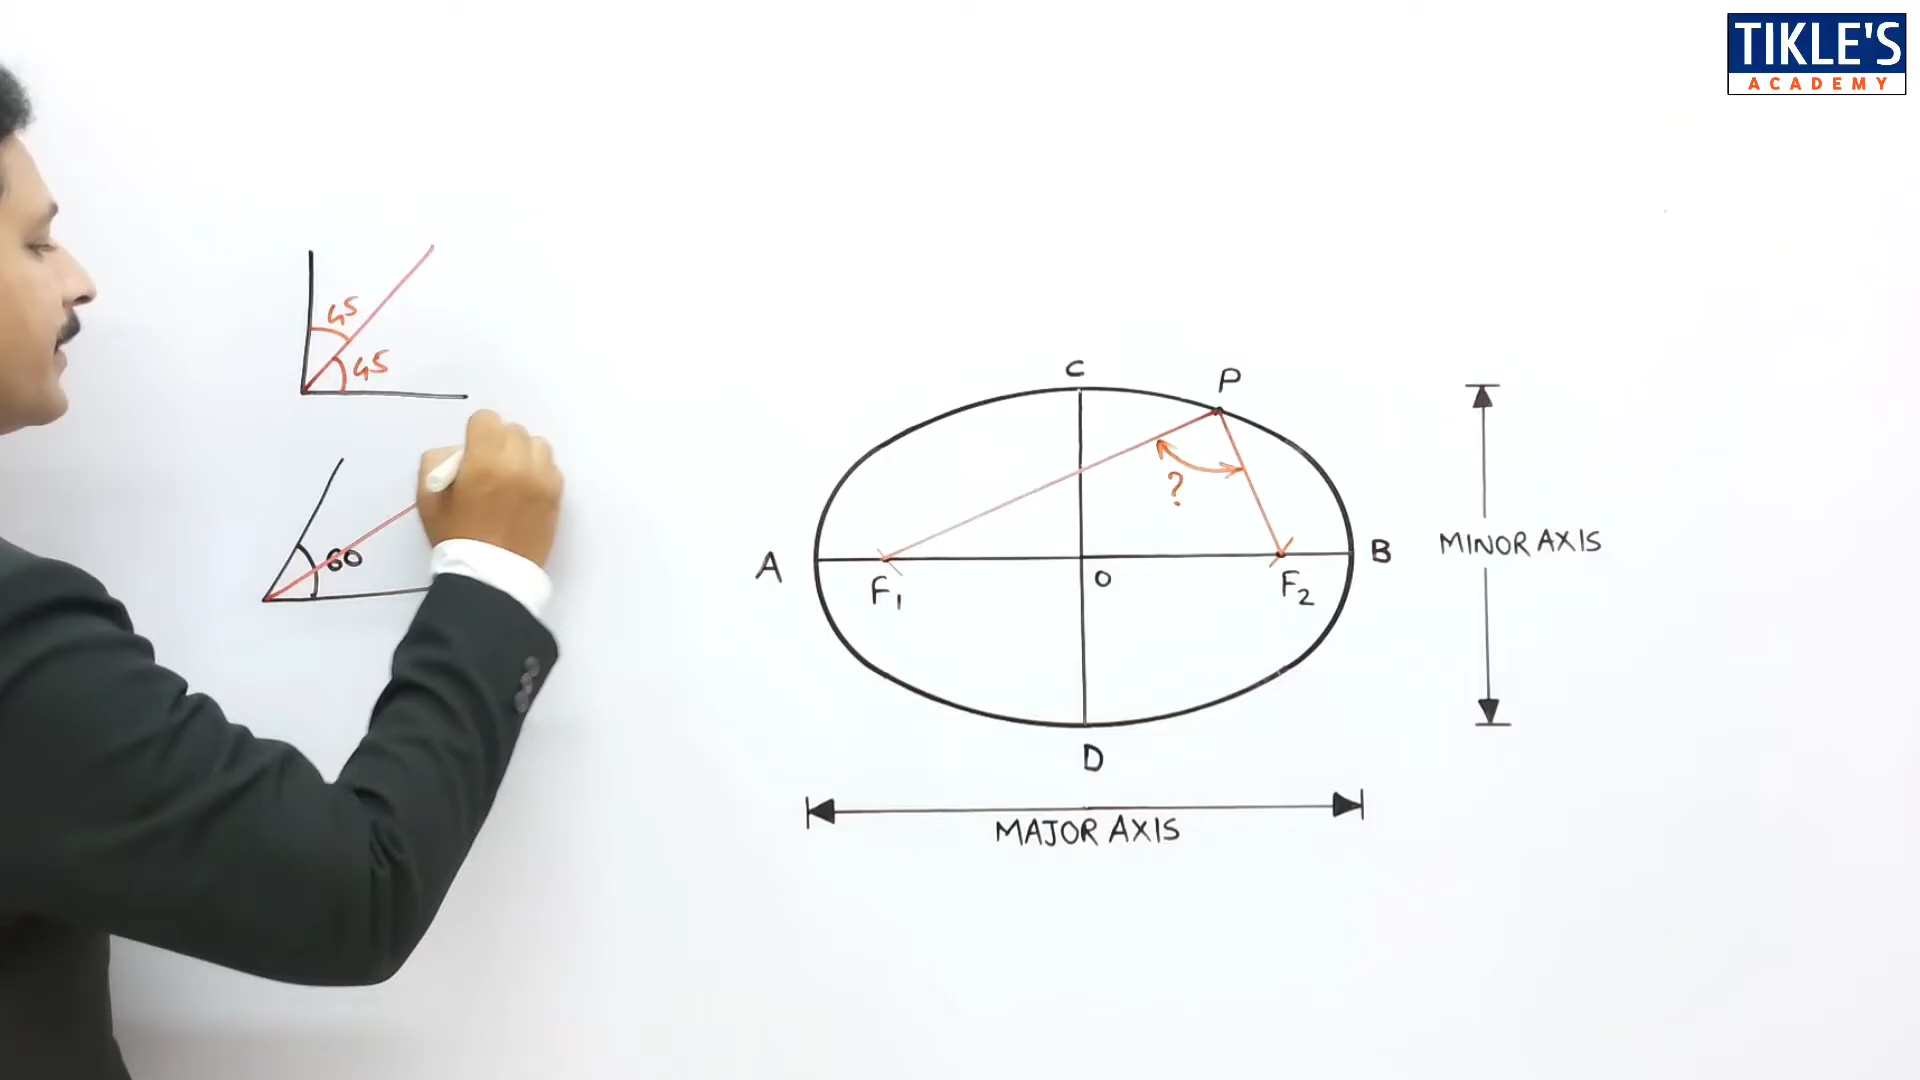 TIKLE'S
ACADEMY
45
45
60
C
P
?
A
F1
O
F2
B
D
MINOR AXIS
MAJOR AXIS